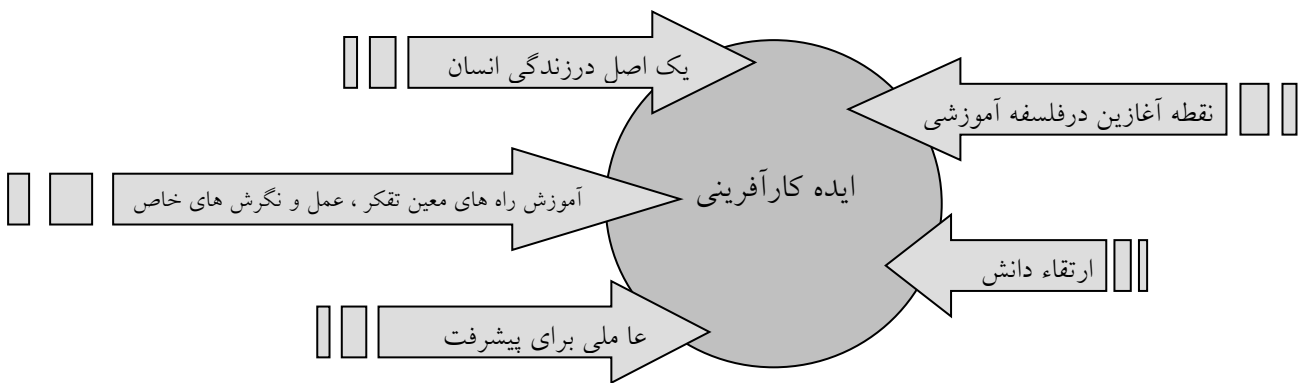 یک اصل درزندگی انسان
نقطه آغازین درفلسفه آموزشی
ایده کارآفرینی
آموزش راه های معین تقکر ، عمل و نگرش های خاص
ارتقاء دانش
عا ملی برای پیشرفت